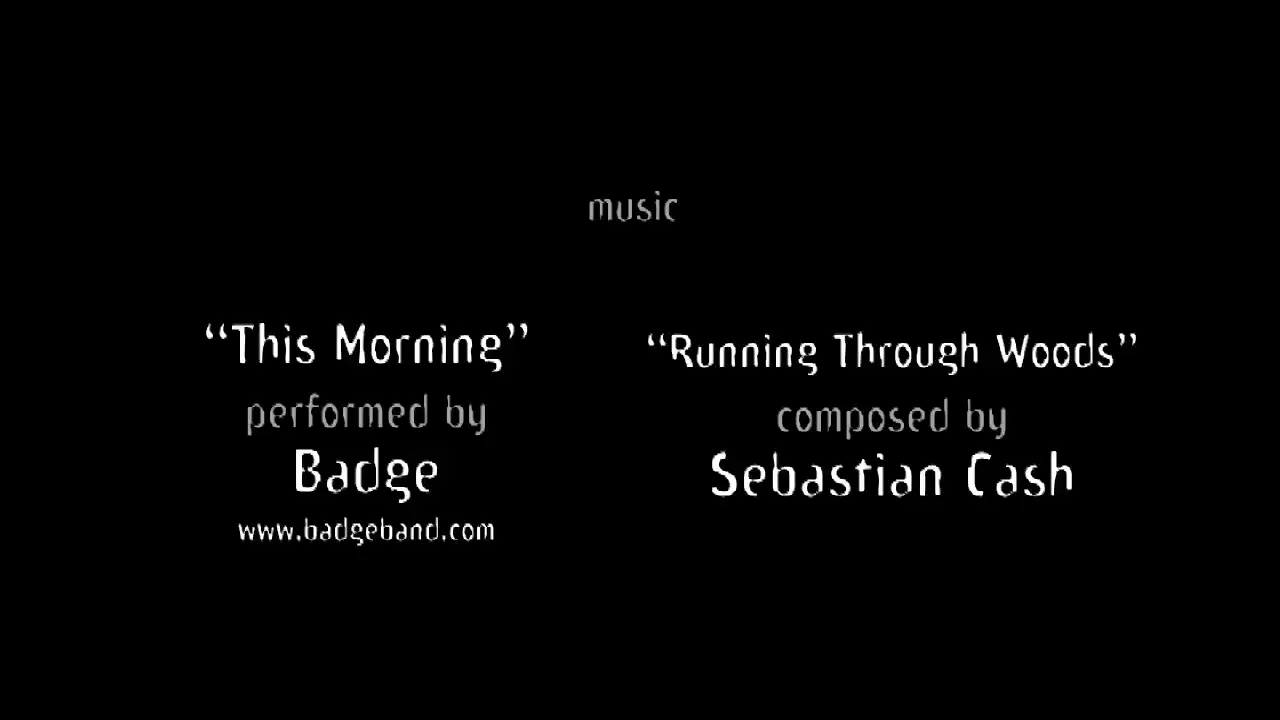 music
“This Morning”
performed by
Badge
www.badgeband.com
“Running Through Woods”
composed by
Sebastian Cash